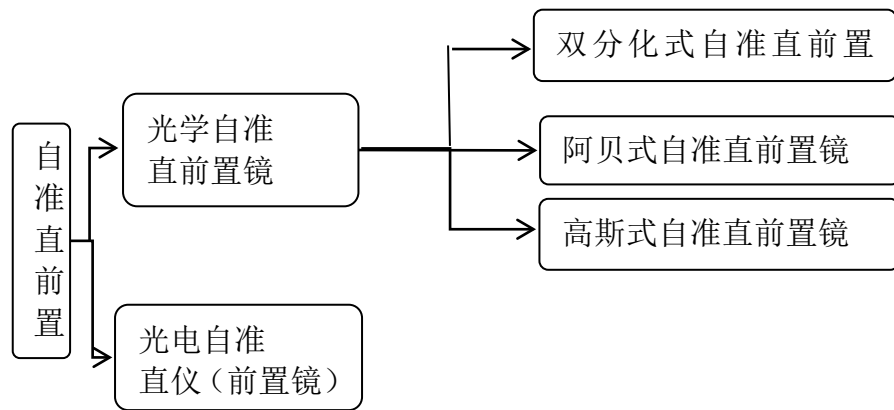 自准直前置
光学自准
直前置镜
光电自准
直仪（前置镜）
双分化式自准直前置
阿贝式自准直前置镜
高斯式自准直前置镜